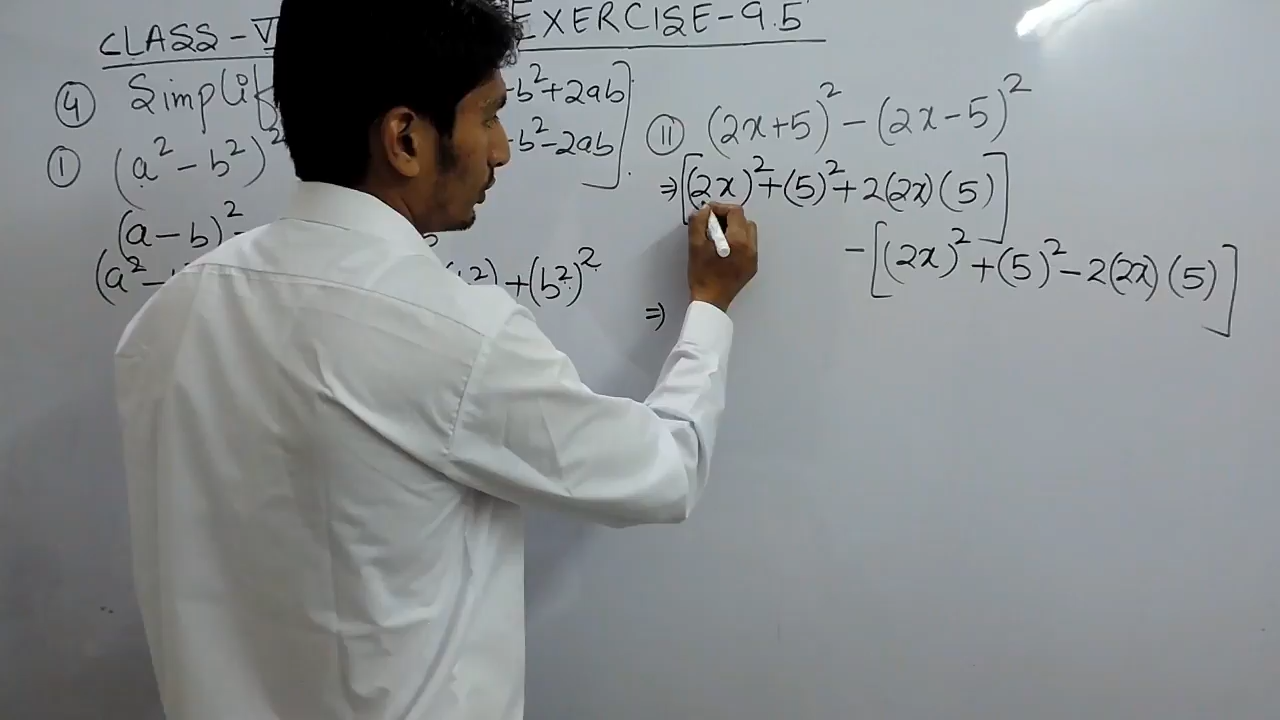 CLASS-V EXERCISE-9.5
④ Simplif
-b²+2ab]
-b²-2ab].
① (a²-b²)²
(a-b)²
(a²- b²)+(b²)²
⑪ (2x+5)²-(2x-5)²
⇒[(2x)²+(5)²+2(2x)(5)]
-[(2x)²+(5)²-2(2x)(5)]
⇒